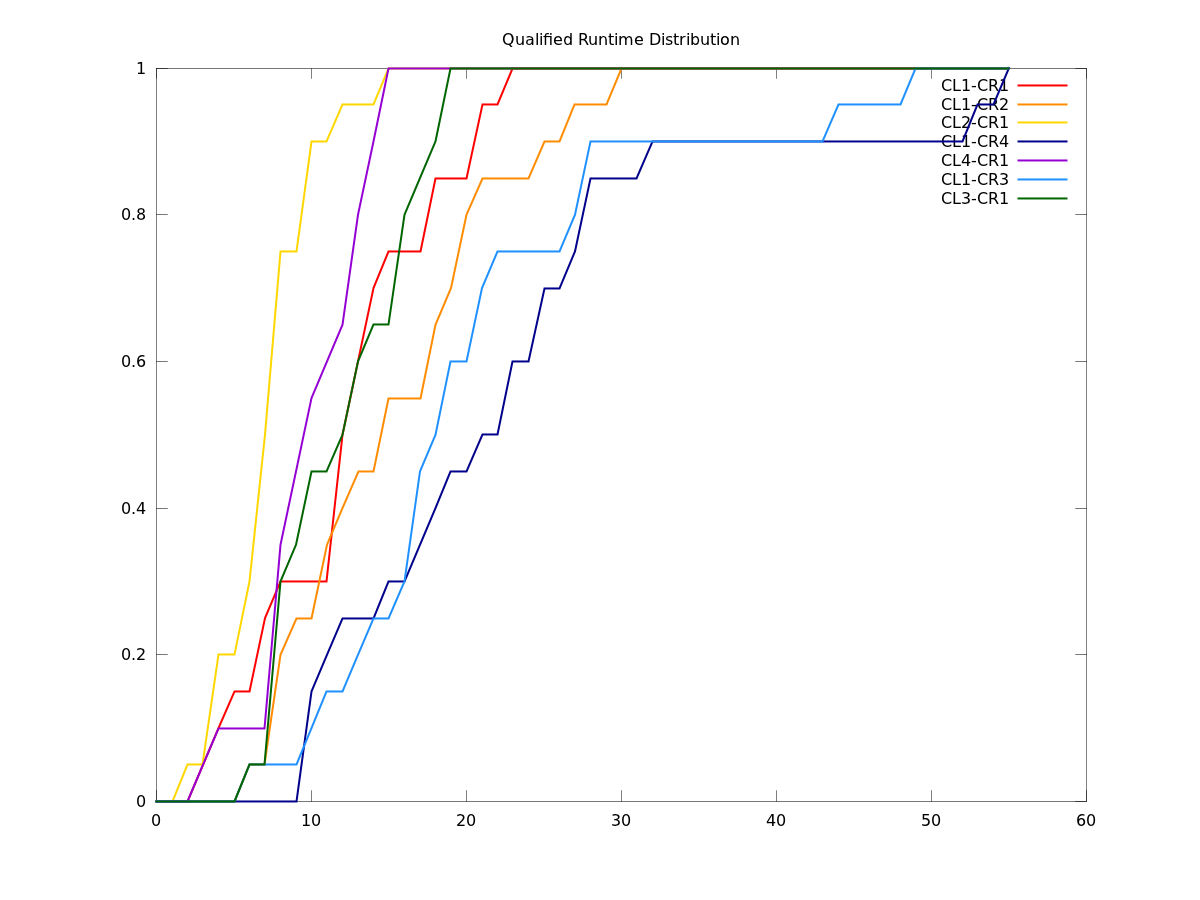 Qualified Runtime Distribution
1
0.8
0.6
0.4
0.2
0
0 10 20 30 40 50 60
CL1-CR1
CL1-CR2
CL2-CR1
CL1-CR4
CL4-CR1
CL1-CR3
CL3-CR1